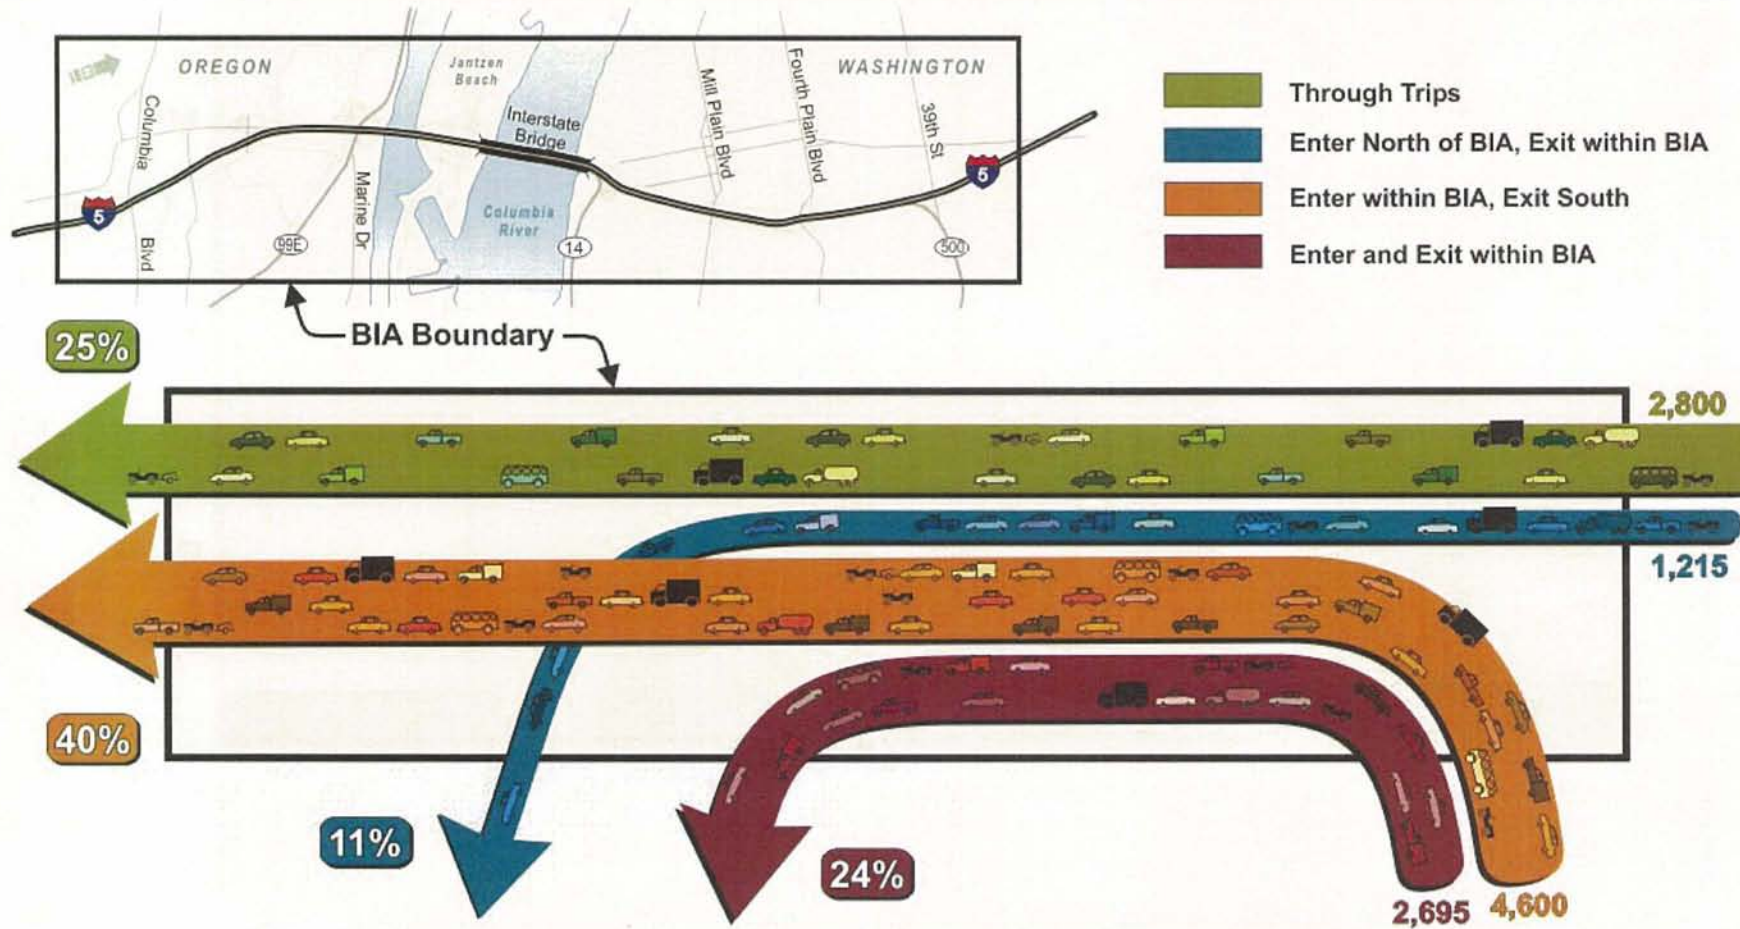 OREGON
Jantzen
Beach
WASHINGTON
Columbia
Blvd
Interstate
Bridge
Mill Plain Blvd
Fourth Plain Blvd
39th St
Marine Dr
Columbia
River
5
99E
14
500
5
Through Trips
Enter North of BIA, Exit within BIA
Enter within BIA, Exit South
Enter and Exit within BIA
BIA Boundary
25%
2,800
1,215
40%
11%
24%
2,695
4,600